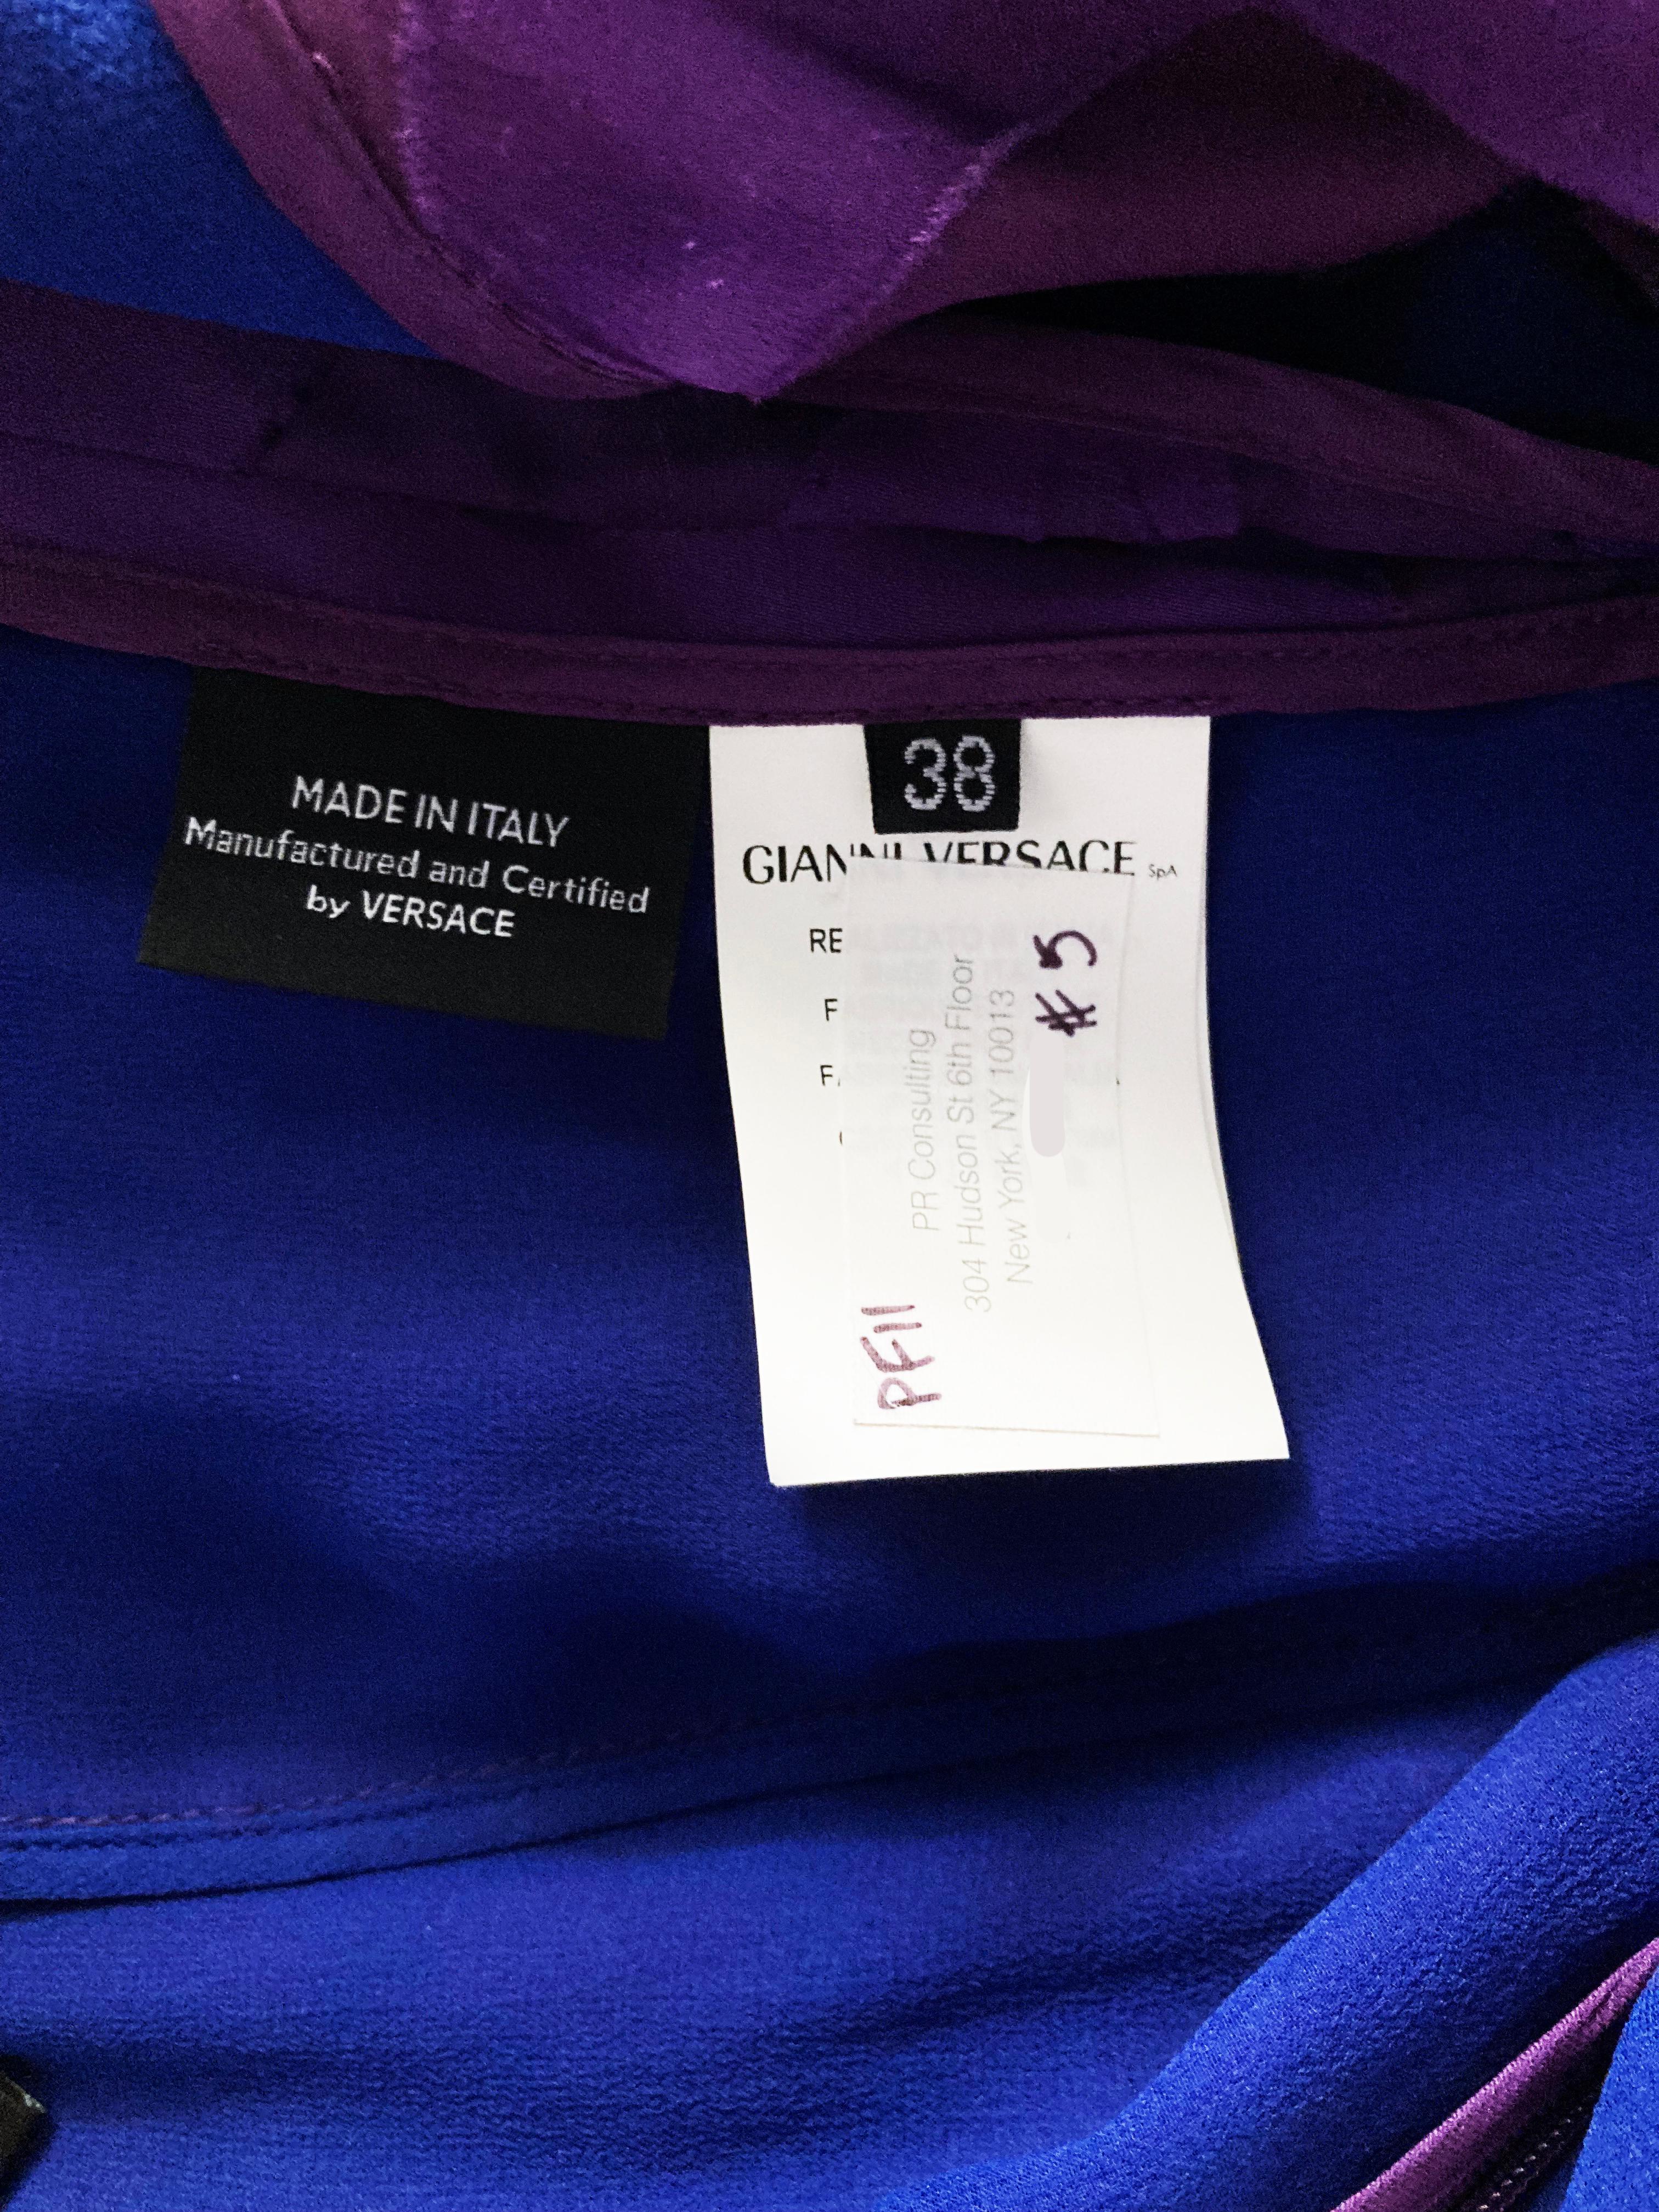 MADE IN ITALY
Manufactured and Certified
by VERSACE
38
GIANNI VERSACE SpA
PF11
PR Consulting
304 Hudson St 6th Floor
New York, NY 10013
#5